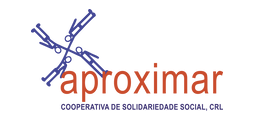 aproximar
COOPERATIVA DE SOLIDARIEDADE SOCIAL, CRL